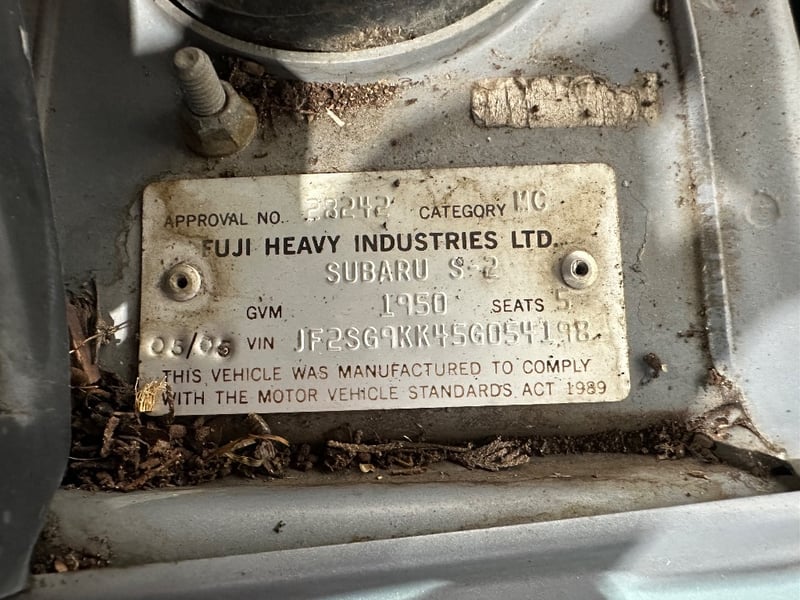 APPROVAL NO. 28242 CATEGORY MC
FUJI HEAVY INDUSTRIES LTD.
SUBARU S-2
GVM 1950 SEATS 5
05/05 VIN JF2SG9KK45G054198
THIS VEHICLE WAS MANUFACTURED TO COMPLY
WITH THE MOTOR VEHICLE STANDARDS ACT 1989